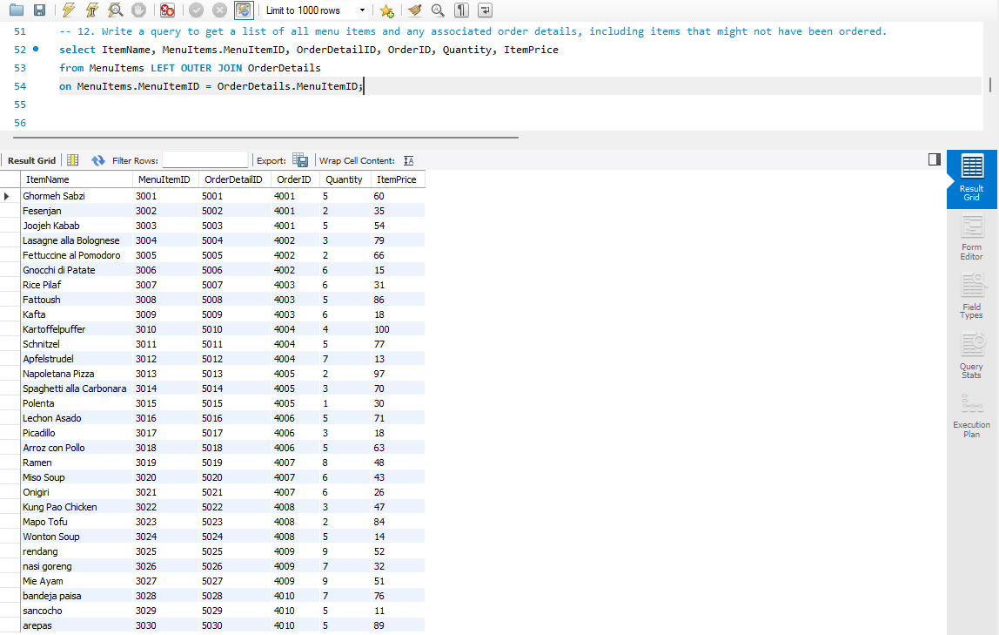 Limit to 1000 rows
51 -- 12. Write a query to get a list of all menu items and any associated order details, including items that might not have been ordered.
52 select ItemName, MenuItems.MenuItemID, OrderDetailID, OrderID, Quantity, ItemPrice
53 from MenuItems LEFT OUTER JOIN OrderDetails
54 on MenuItems.MenuItemID = OrderDetails.MenuItemID;
55
56
Result Grid Filter Rows: Export: Wrap Cell Content:
ItemName MenuItemID OrderDetailID OrderID Quantity ItemPrice
Ghormeh Sabzi 3001 5001 4001 5 60
Fesenjan 3002 5002 4001 2 35
Joojeh Kabab 3003 5003 4001 5 54
Lasagne alla Bolognese 3004 5004 4002 3 79
Fettuccine al Pomodoro 3005 5005 4002 2 66
Gnocchi di Patate 3006 5006 4002 6 15
Rice Pilaf 3007 5007 4003 6 31
Fattoush 3008 5008 4003 5 86
Kafta 3009 5009 4003 6 18
Kartoffelpuffer 3010 5010 4004 4 100
Schnitzel 3011 5011 4004 5 77
Apfelstrudel 3012 5012 4004 7 13
Napoletana Pizza 3013 5013 4005 2 97
Spaghetti alla Carbonara 3014 5014 4005 3 70
Polenta 3015 5015 4005 1 30
Lechon Asado 3016 5016 4006 5 71
Picadillo 3017 5017 4006 3 18
Arroz con Pollo 3018 5018 4006 5 63
Ramen 3019 5019 4007 8 48
Miso Soup 3020 5020 4007 6 43
Onigiri 3021 5021 4007 6 26
Kung Pao Chicken 3022 5022 4008 3 47
Mapo Tofu 3023 5023 4008 2 84
Wonton Soup 3024 5024 4008 5 14
rendang 3025 5025 4009 9 52
nasi goreng 3026 5026 4009 7 32
Mie Ayam 3027 5027 4009 9 51
bandeja paisa 3028 5028 4010 7 76
sancocho 3029 5029 4010 5 11
arepas 3030 5030 4010 5 89
Result
Grid
Form
Editor
Field
Types
Query
Stats
Execution
Plan